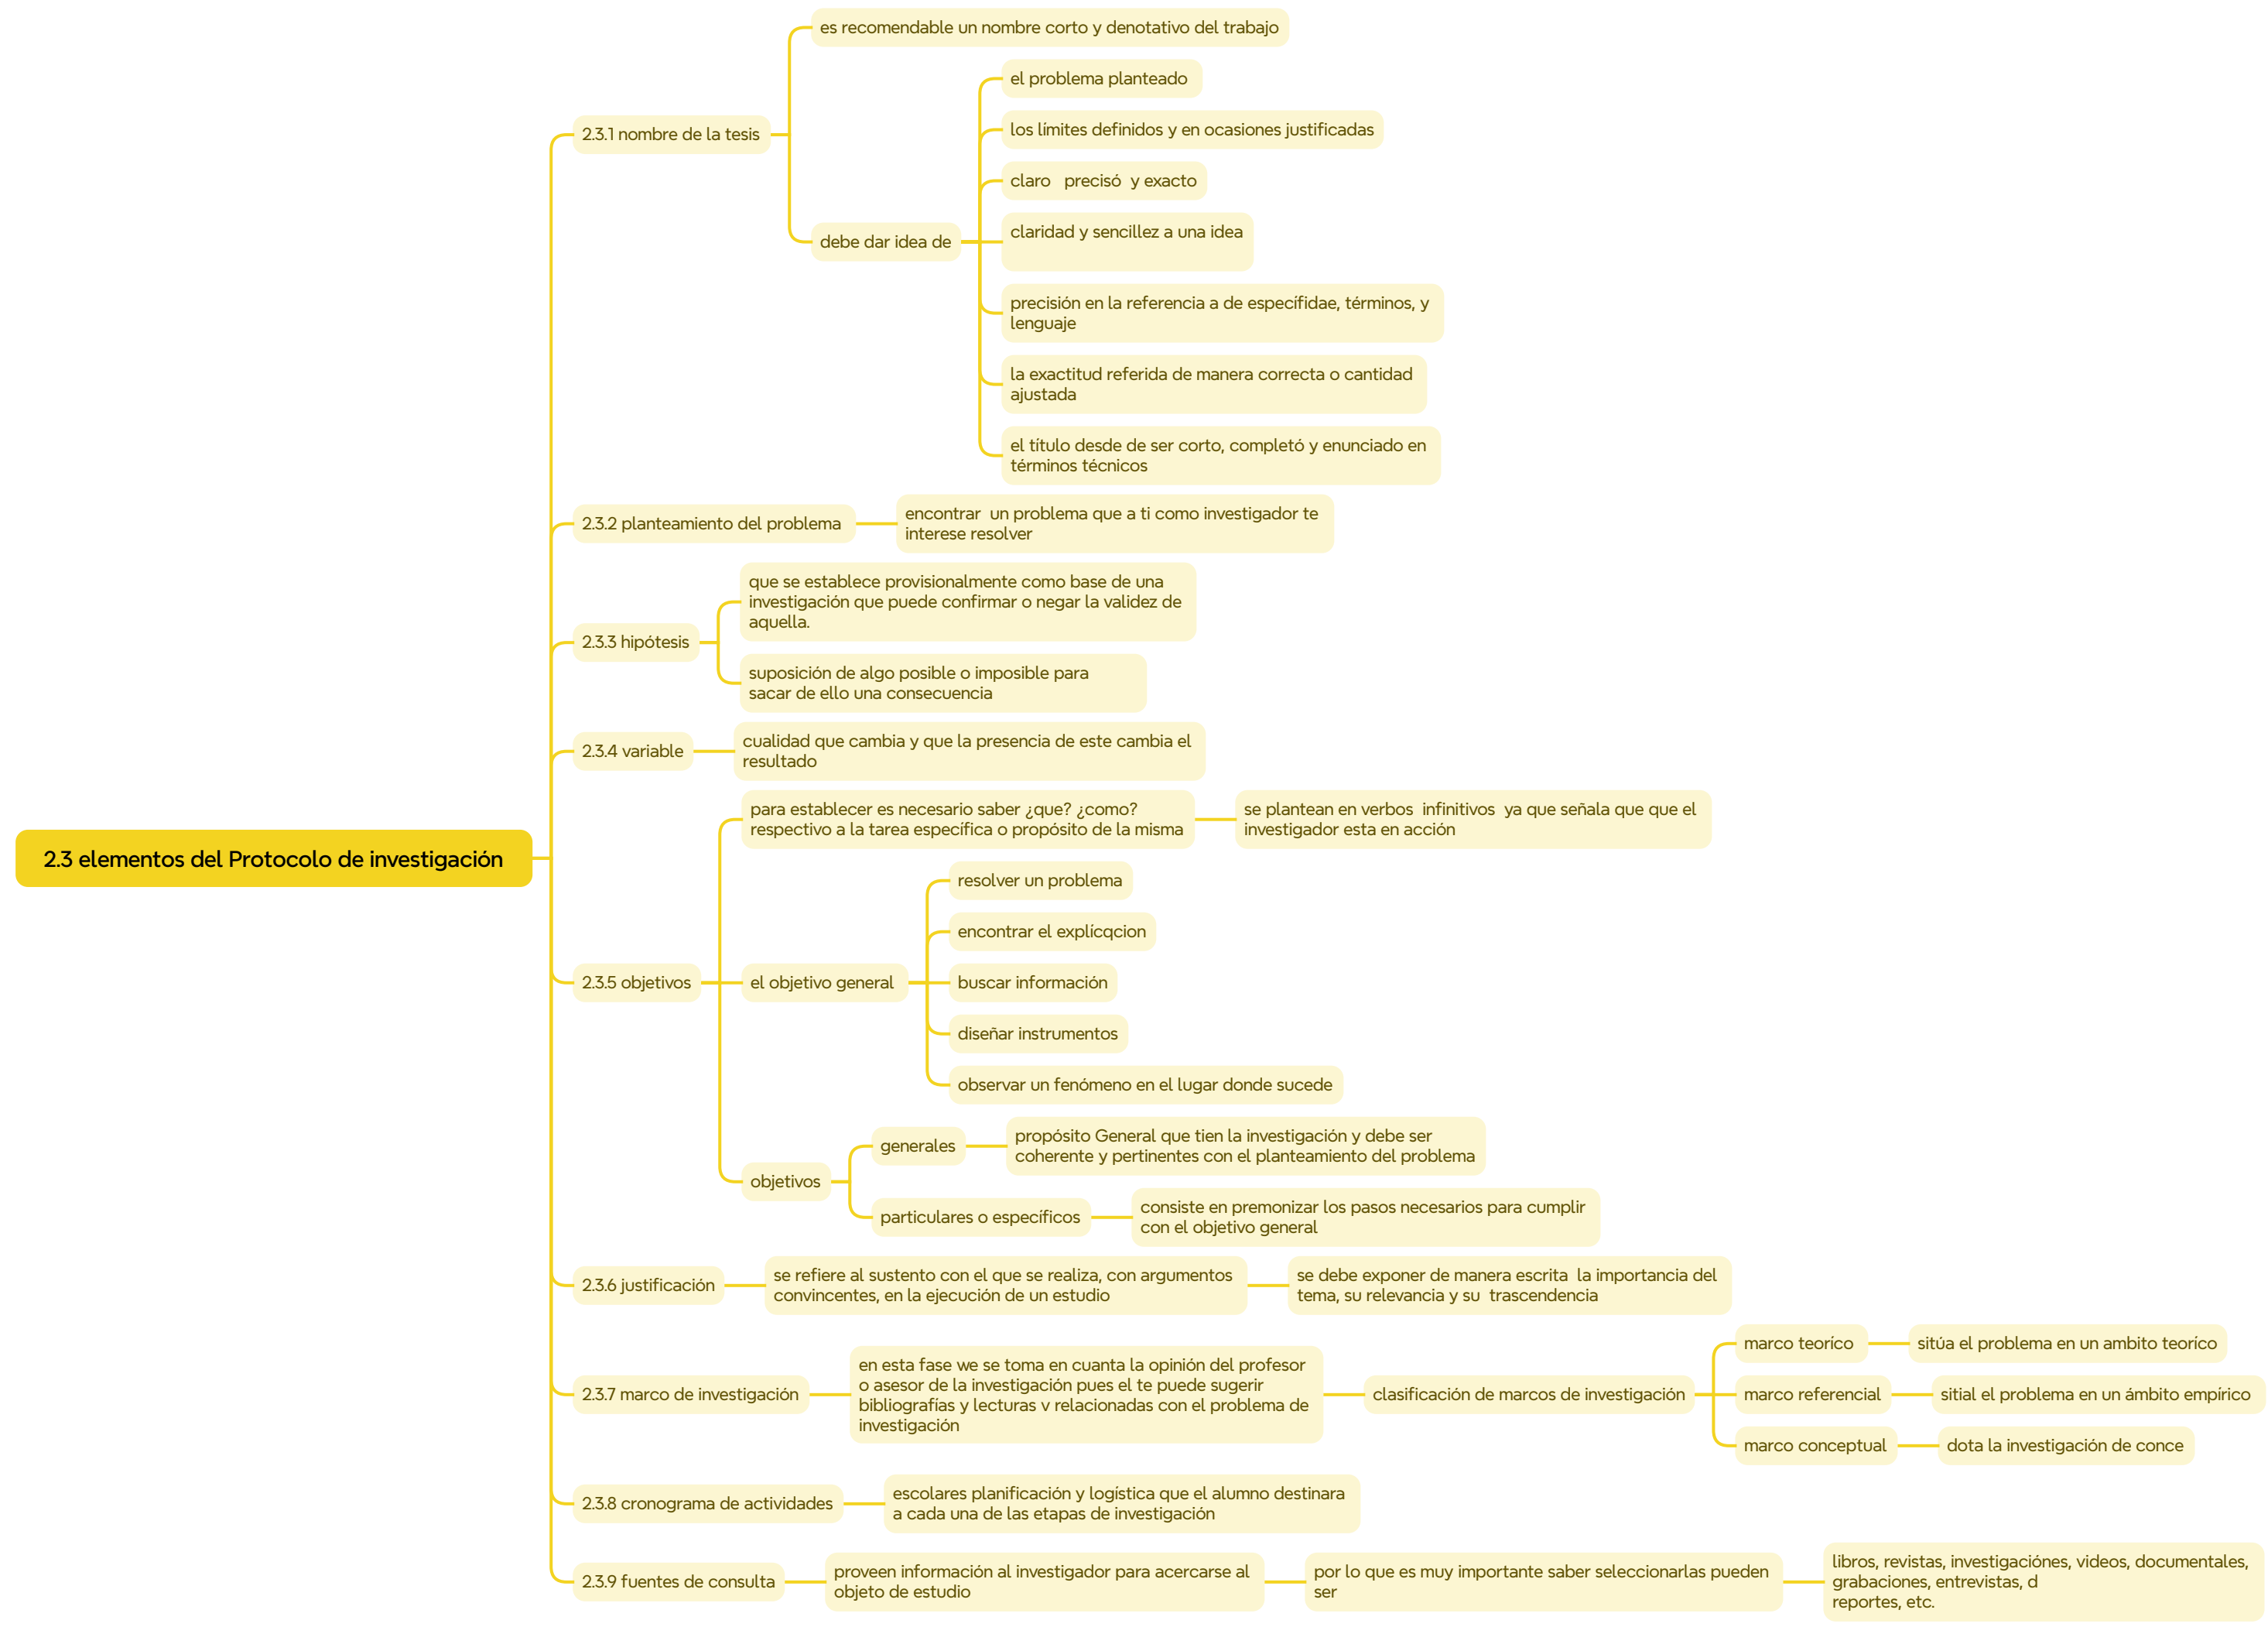 2.3 elementos del Protocolo de investigación
2.3.1 nombre de la tesis
es recomendable un nombre corto y denotativo del trabajo
debe dar idea de
el problema planteado
los límites definidos y en ocasiones justificadas
claro precisó y exacto
claridad y sencillez a una idea
precisión en la referencia a de específidae, términos, y
lenguaje
la exactitud referida de manera correcta o cantidad
ajustada
el título desde de ser corto, completó y enunciado en
términos técnicos
2.3.2 planteamiento del problema
encontrar un problema que a ti como investigador te
interese resolver
2.3.3 hipótesis
que se establece provisionalmente como base de una
investigación que puede confirmar o negar la validez de
aquella.
suposición de algo posible o imposible para
sacar de ello una consecuencia
2.3.4 variable
cualidad que cambia y que la presencia de este cambia el
resultado
2.3.5 objetivos
para establecer es necesario saber ¿que? ¿como?
respectivo a la tarea específica o propósito de la misma
se plantean en verbos infinitivos ya que señala que que el
investigador esta en acción
el objetivo general
resolver un problema
encontrar el explícqcion
buscar información
diseñar instrumentos
observar un fenómeno en el lugar donde sucede
objetivos
generales
propósito General que tien la investigación y debe ser
coherente y pertinentes con el planteamiento del problema
particulares o específicos
consiste en premonizar los pasos necesarios para cumplir
con el objetivo general
2.3.6 justificación
se refiere al sustento con el que se realiza, con argumentos
convincentes, en la ejecución de un estudio
se debe exponer de manera escrita la importancia del
tema, su relevancia y su trascendencia
2.3.7 marco de investigación
en esta fase we se toma en cuanta la opinión del profesor
o asesor de la investigación pues el te puede sugerir
bibliografías y lecturas v relacionadas con el problema de
investigación
clasificación de marcos de investigación
marco teoríco
sitúa el problema en un ambito teoríco
marco referencial
sitial el problema en un ámbito empírico
marco conceptual
dota la investigación de conce
2.3.8 cronograma de actividades
escolares planificación y logística que el alumno destinara
a cada una de las etapas de investigación
2.3.9 fuentes de consulta
proveen información al investigador para acercarse al
objeto de estudio
por lo que es muy importante saber seleccionarlas pueden
ser
libros, revistas, investigaciónes, videos, documentales,
grabaciones, entrevistas, d
reportes, etc.